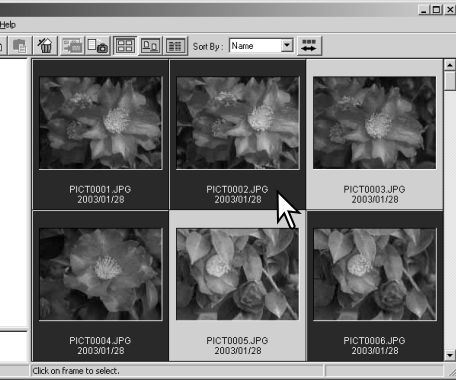 Help
Sort By: Name
PICT0001.JPG
2003/01/28
PICT0002.JPG
2003/01/28
PICT0003.JPG
2003/01/28
PICT0004.JPG
2003/01/28
PICT0005.JPG
2003/01/28
PICT0006.JPG
2003/01/28
Click on frame to select.